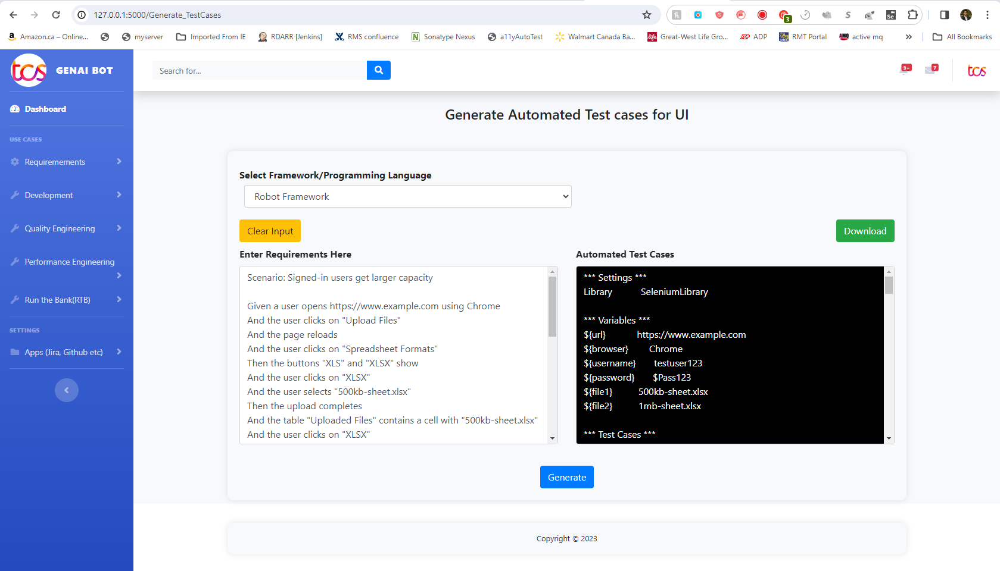 127.0.0.1:5000/Generate_TestCases
3
Se
Amazon.ca – Online...
myserver
Imported From IE
RDARR [Jenkins]
RMS confluence
N
Sonatype Nexus
a11yAutoTest
Walmart Canada Ba...
life
Great-West Life Gro...
ADP
RMT Portal
AMQ
active mq
All Bookmarks
tcs
GENAI BOT
Search for...
3+
7
tcs
Dashboard
USE CASES
Requiremements
Development
Quality Engineering
Performance Engineering
Run the Bank(RTB)
SETTINGS
Apps (Jira, Github etc)
Generate Automated Test cases for UI
Select Framework/Programming Language
Robot Framework
Clear Input
Download
Enter Requirements Here
Scenario: Signed-in users get larger capacity
Given a user opens https://www.example.com using Chrome
And the user clicks on "Upload Files"
And the page reloads
And the user clicks on "Spreadsheet Formats"
Then the buttons "XLS" and "XLSX" show
And the user clicks on "XLSX"
And the user selects "500kb-sheet.xlsx"
Then the upload completes
And the table "Uploaded Files" contains a cell with "500kb-sheet.xlsx"
And the user clicks on "XLSX"
Automated Test Cases
*** Settings ***
Library SeleniumLibrary
*** Variables ***
${url} https://www.example.com
${browser} Chrome
${username} testuser123
${password} $Pass123
${file1} 500kb-sheet.xlsx
${file2} 1mb-sheet.xlsx
*** Test Cases ***
Generate
Copyright © 2023